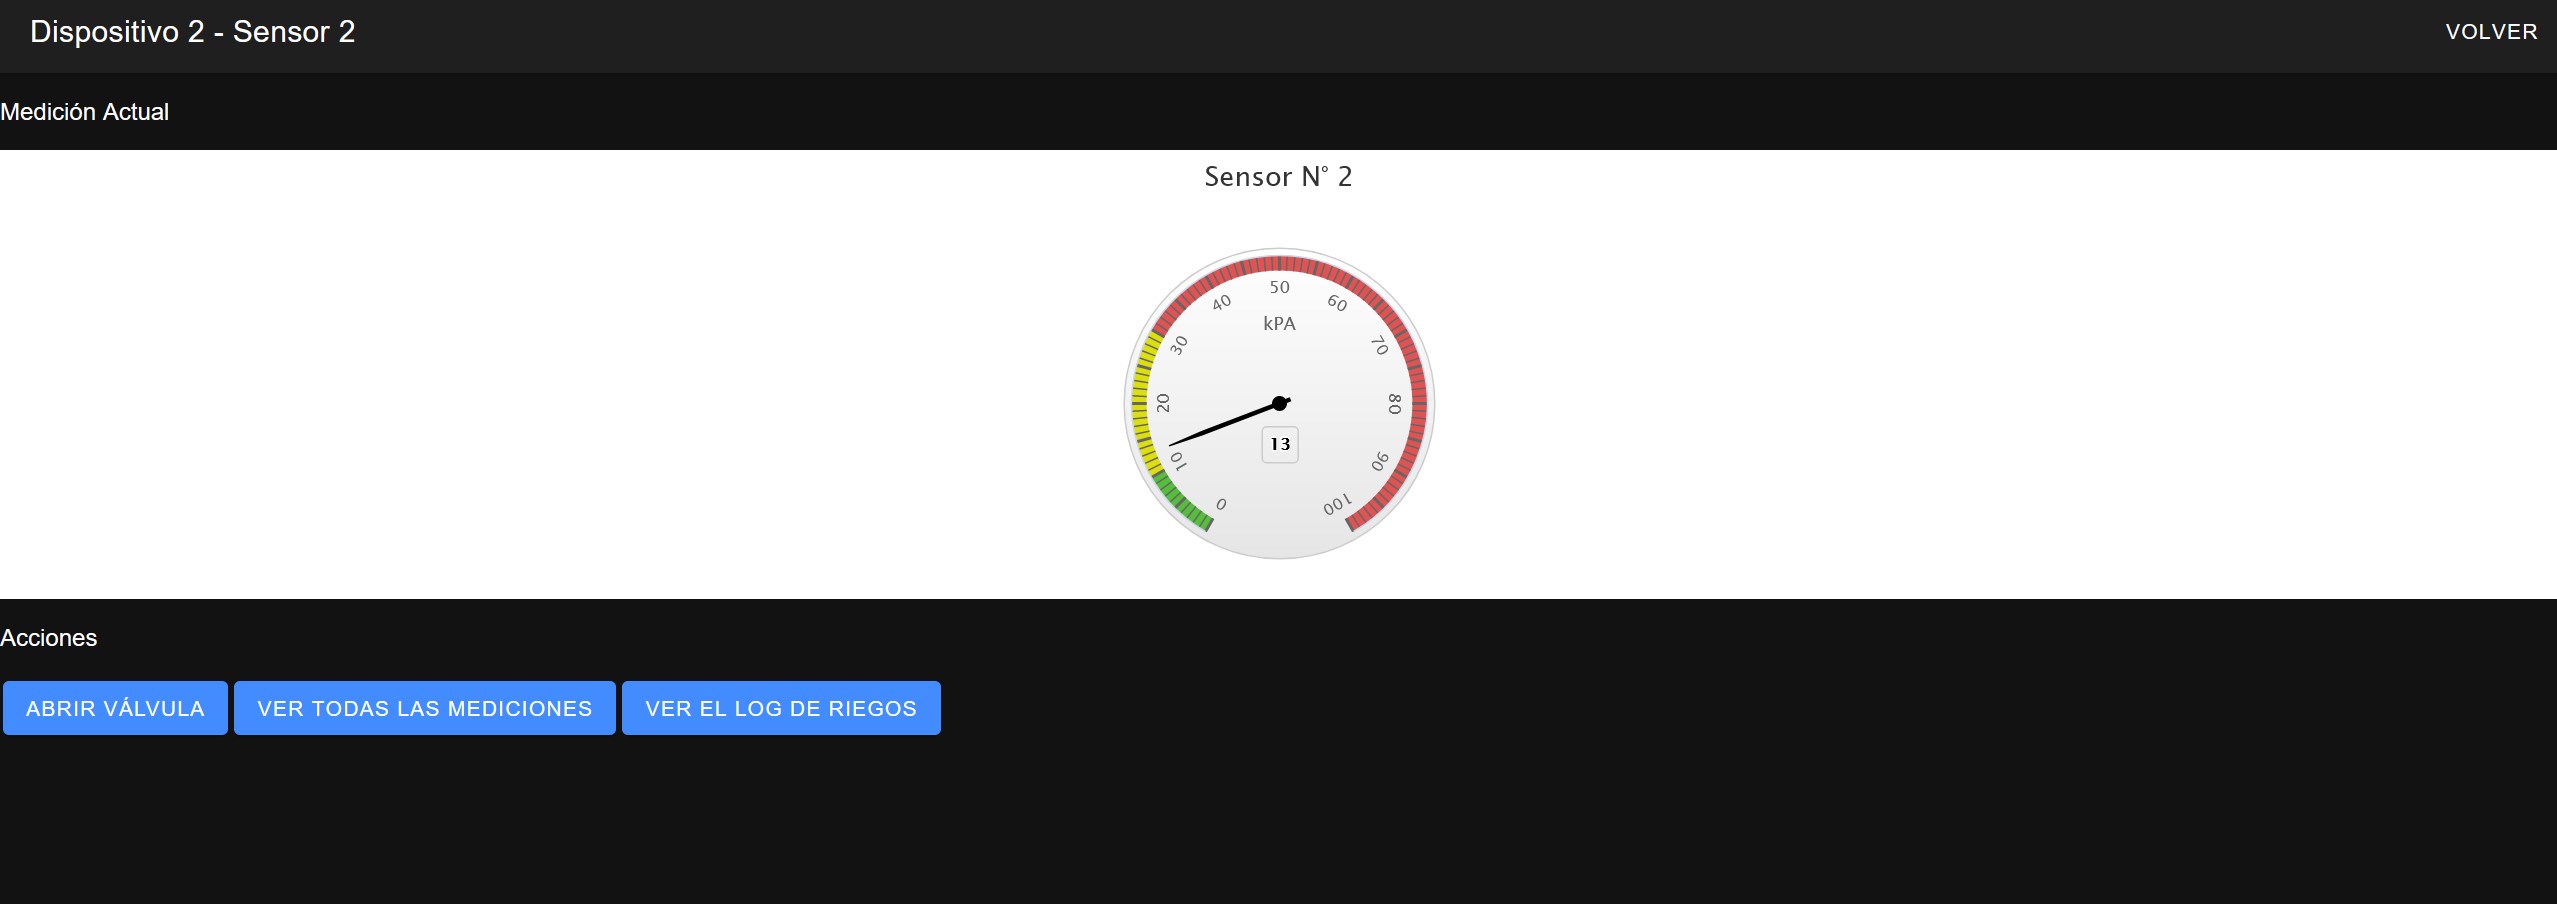 Dispositivo 2 - Sensor 2
VOLVER
Medición Actual
Sensor N° 2
0
10
20
30
40
50
60
70
80
90
100
kPA
13
Acciones
ABRIR VÁLVULA
VER TODAS LAS MEDICIONES
VER EL LOG DE RIEGOS